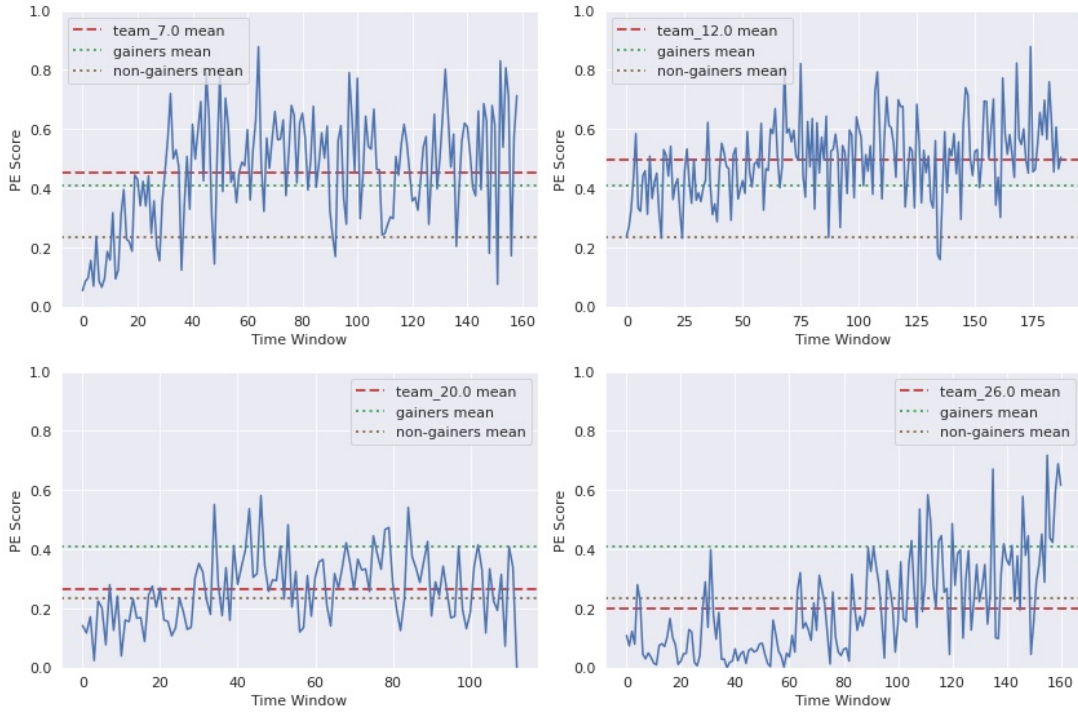 1.0
0.8
0.6
0.4
0.2
0.0
PE Score
team_7.0 mean
gainers mean
non-gainers mean
0 20 40 60 80 100 120 140 160
Time Window
1.0
0.8
0.6
0.4
0.2
0.0
PE Score
team_12.0 mean
gainers mean
non-gainers mean
0 25 50 75 100 125 150 175
Time Window
1.0
0.8
0.6
0.4
0.2
0.0
PE Score
team_20.0 mean
gainers mean
non-gainers mean
0 20 40 60 80 100
Time Window
1.0
0.8
0.6
0.4
0.2
0.0
PE Score
team_26.0 mean
gainers mean
non-gainers mean
0 20 40 60 80 100 120 140 160
Time Window